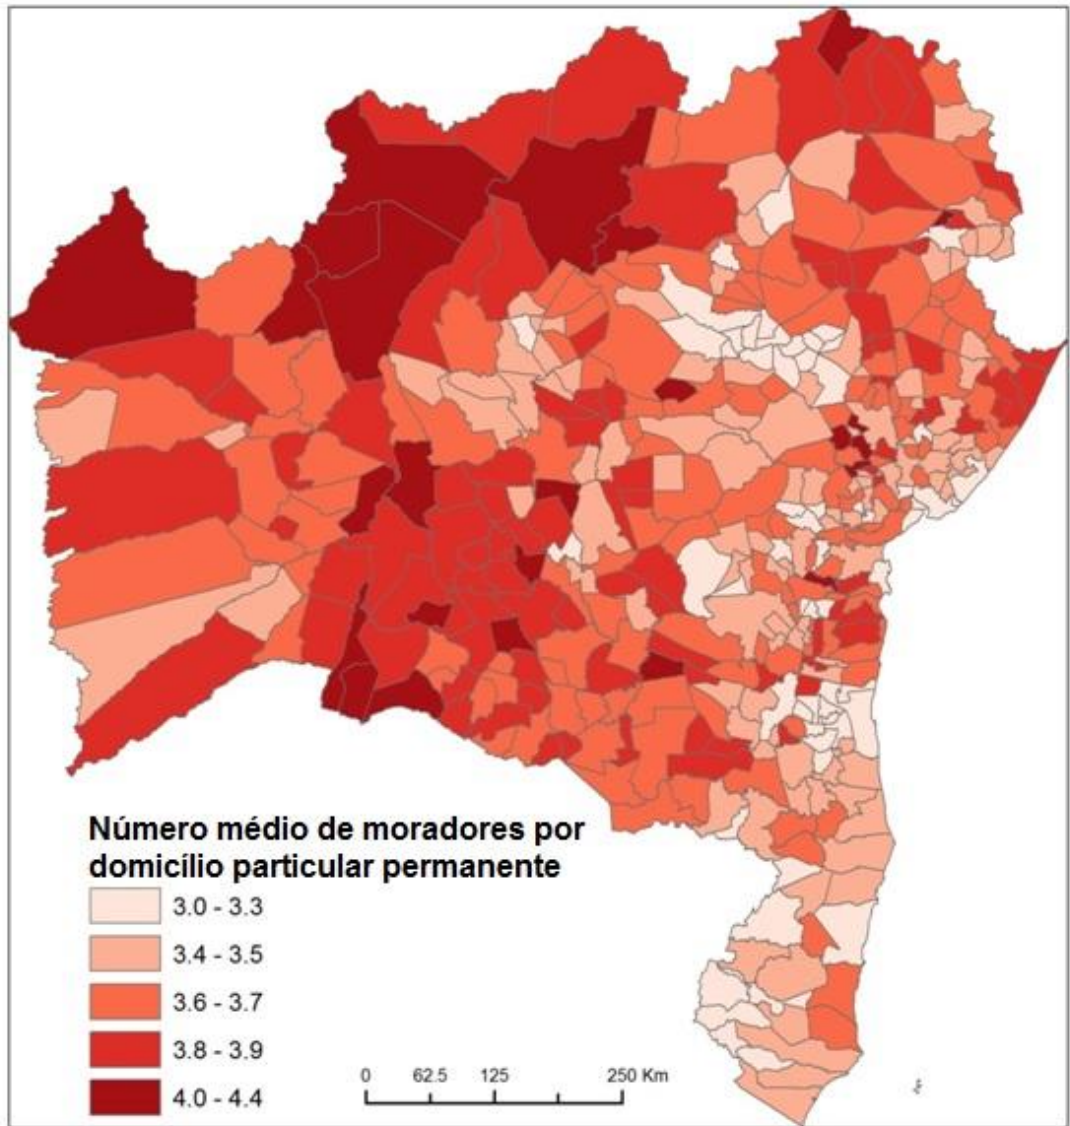 Número médio de moradores por
domicílio particular permanente
3.0 - 3.3
3.4 - 3.5
3.6 - 3.7
3.8 - 3.9
4.0 - 4.4
0 62.5 125 250 Km